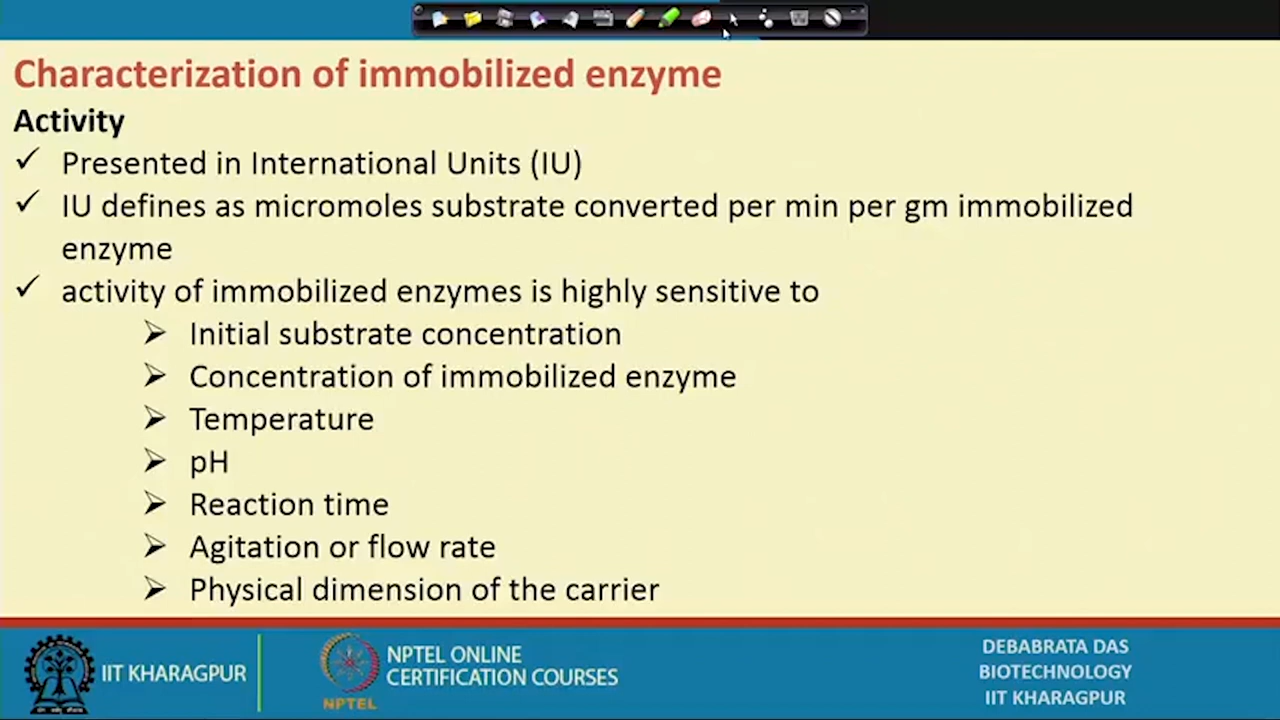 Characterization of immobilized enzyme
Activity
✓ Presented in International Units (IU)
✓ IU defines as micromoles substrate converted per min per gm immobilized
enzyme
✓ activity of immobilized enzymes is highly sensitive to
➢ Initial substrate concentration
➢ Concentration of immobilized enzyme
➢ Temperature
➢ pH
➢ Reaction time
➢ Agitation or flow rate
➢ Physical dimension of the carrier
IIT KHARAGPUR
NPTEL
NPTEL ONLINE
CERTIFICATION COURSES
DEBABRATA DAS
BIOTECHNOLOGY
IIT KHARAGPUR